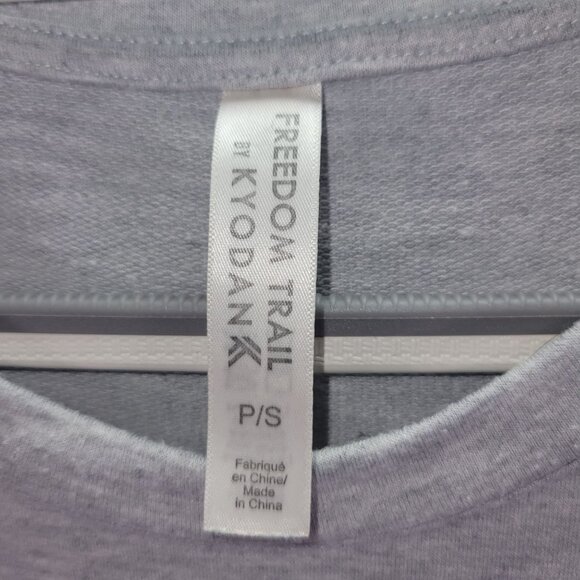 FREEDOM TRAIL
BY KYODAN
P/S
Fabriqué
en Chine/
Made
in China